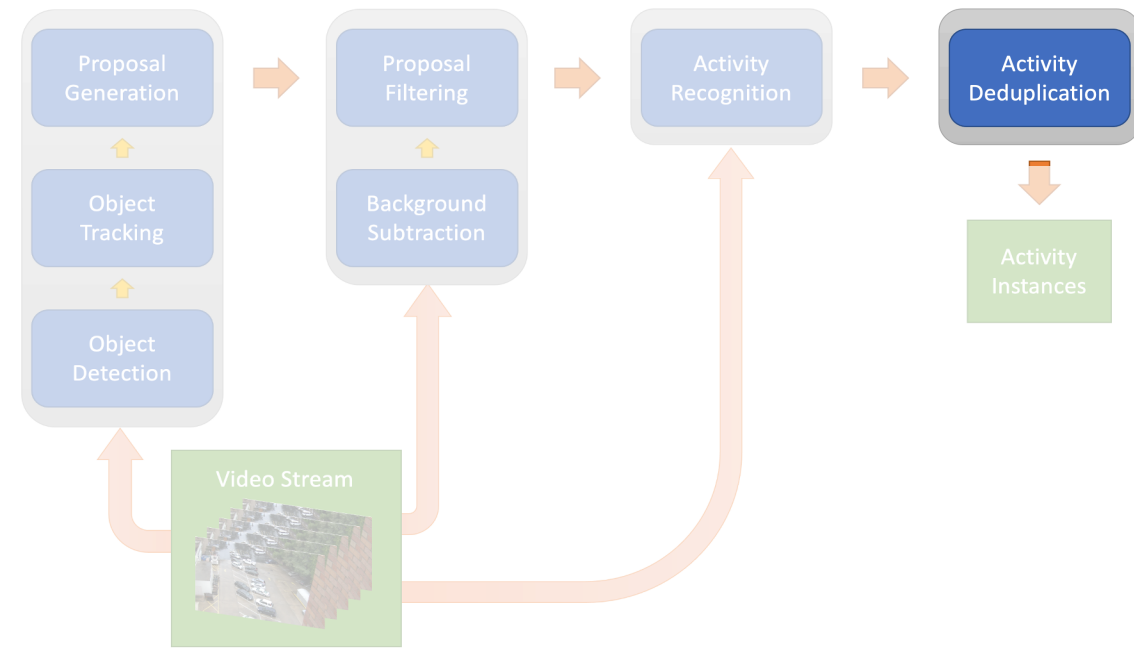 Proposal
Generation
Proposal
Filtering
Activity
Recognition
Activity
Deduplication
Object
Tracking
Background
Subtraction
Activity
Instances
Object
Detection
Video Stream